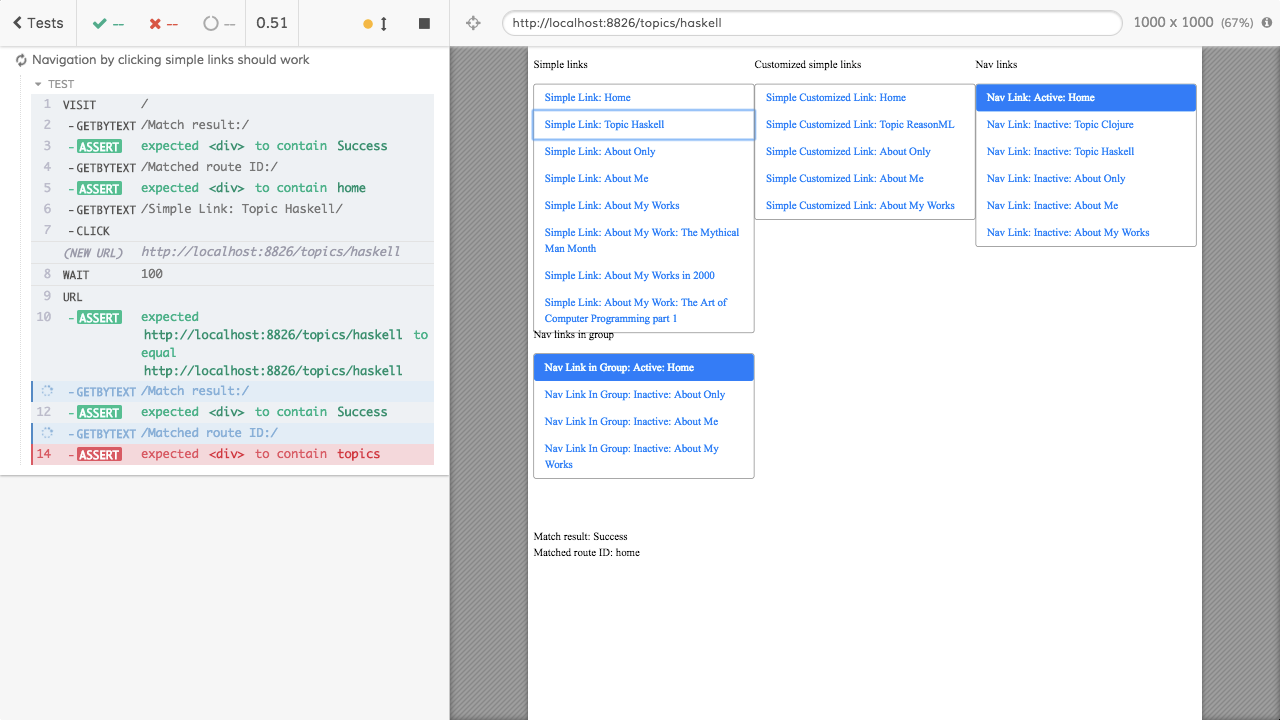 Tests
--
--
--
0.51
http://localhost:8826/topics/haskell
1000 x 1000 (67%)
Navigation by clicking simple links should work
TEST
1 VISIT /
2 -GETBYTEXT /Match result:/
3 -ASSERT expected <div> to contain Success
4 -GETBYTEXT /Matched route ID:/
5 -ASSERT expected <div> to contain home
6 -GETBYTEXT /Simple Link: Topic Haskell/
7 -CLICK
(NEW URL) http://localhost:8826/topics/haskell
8 WAIT 100
9 URL
10 -ASSERT expected
http://localhost:8826/topics/haskell to
equal
http://localhost:8826/topics/haskell
-GETBYTEXT /Match result:/
12 -ASSERT expected <div> to contain Success
-GETBYTEXT /Matched route ID:/
14 -ASSERT expected <div> to contain topics
Simple links
Simple Link: Home
Simple Link: Topic Haskell
Simple Link: About Only
Simple Link: About Me
Simple Link: About My Works
Simple Link: About My Work: The Mythical
Man Month
Simple Link: About My Works in 2000
Simple Link: About My Work: The Art of
Computer Programming part 1
Customized simple links
Simple Customized Link: Home
Simple Customized Link: Topic ReasonML
Simple Customized Link: About Only
Simple Customized Link: About Me
Simple Customized Link: About My Works
Nav links
Nav Link: Active: Home
Nav Link: Inactive: Topic Clojure
Nav Link: Inactive: Topic Haskell
Nav Link: Inactive: About Only
Nav Link: Inactive: About Me
Nav Link: Inactive: About My Works
Nav links in group
Nav Link in Group: Active: Home
Nav Link In Group: Inactive: About Only
Nav Link In Group: Inactive: About Me
Nav Link In Group: Inactive: About My
Works
Match result: Success
Matched route ID: home